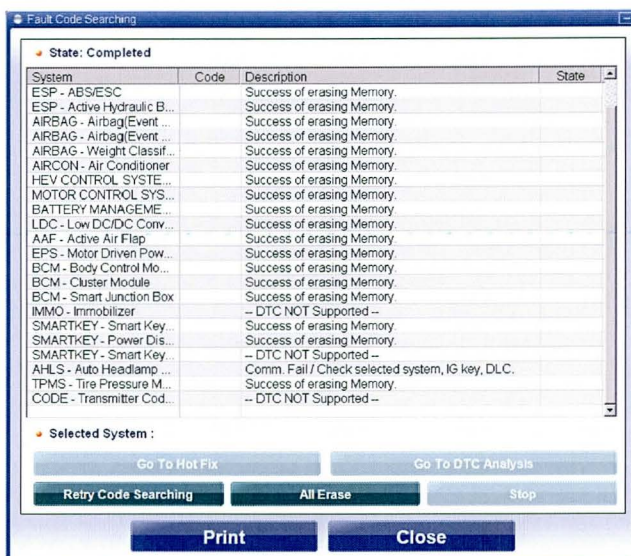 Fault Code Searching
State: Completed
System Code Description State
ESP - ABS/ESC Success of erasing Memory.
ESP - Active Hydraulic B... Success of erasing Memory.
AIRBAG - Airbag(Event ... Success of erasing Memory.
AIRBAG - Airbag(Event ... Success of erasing Memory.
AIRBAG - Weight Classif... Success of erasing Memory.
AIRCON - Air Conditioner Success of erasing Memory.
HEV CONTROL SYSTE... Success of erasing Memory.
MOTOR CONTROL SYS... Success of erasing Memory.
BATTERY MANAGEME... Success of erasing Memory.
LDC - Low DC/DC Conv... Success of erasing Memory.
AAF - Active Air Flap Success of erasing Memory.
EPS - Motor Driven Pow... Success of erasing Memory.
BCM - Body Control Mo... Success of erasing Memory.
BCM - Cluster Module Success of erasing Memory.
BCM - Smart Junction Box Success of erasing Memory.
IMMO - Immobilizer -- DTC NOT Supported --
SMARTKEY - Smart Key... Success of erasing Memory.
SMARTKEY - Power Dis... Success of erasing Memory.
SMARTKEY - Smart Key... -- DTC NOT Supported --
AHLS - Auto Headlamp ... Comm. Fail / Check selected system, IG key, DLC.
TPMS - Tire Pressure M... Success of erasing Memory.
CODE - Transmitter Cod... -- DTC NOT Supported --
Selected System :
Go To Hot Fix Go To DTC Analysis
Retry Code Searching All Erase Stop
Print Close